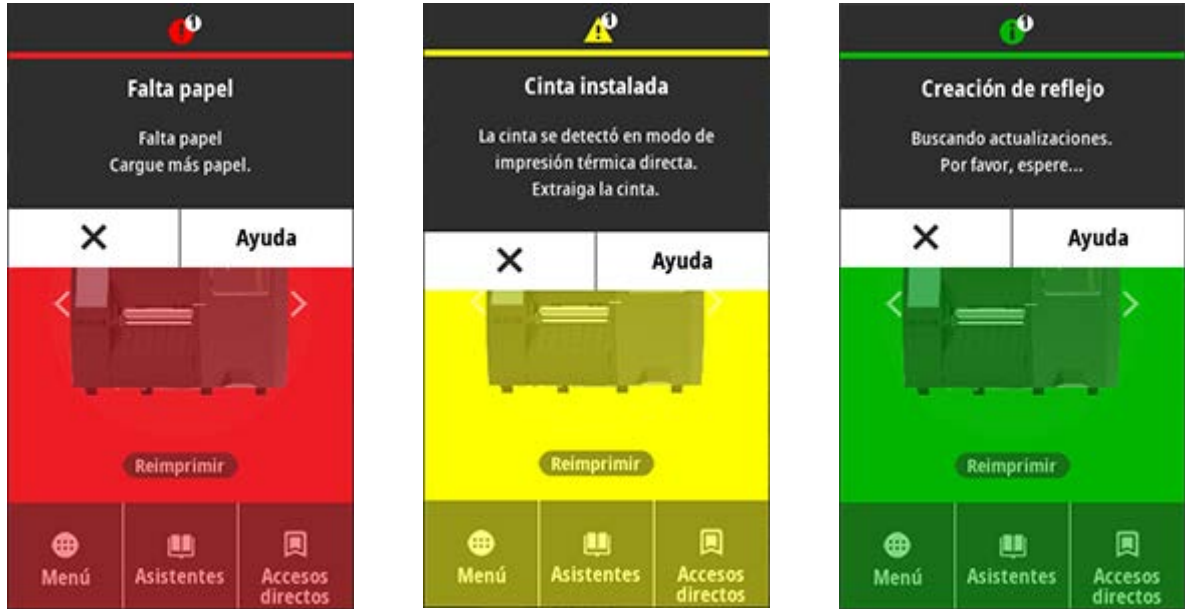 1
Falta papel
Falta papel
Cargue más papel.
Ayuda
Reimprimir
Menú
Asistentes
Accesos
directos
1
Cinta instalada
La cinta se detectó en modo de
impresión térmica directa.
Extraiga la cinta.
Ayuda
Reimprimir
Menú
Asistentes
Accesos
directos
1
Creación de reflejo
Buscando actualizaciones.
Por favor, espere...
Ayuda
Reimprimir
Menú
Asistentes
Accesos
directos